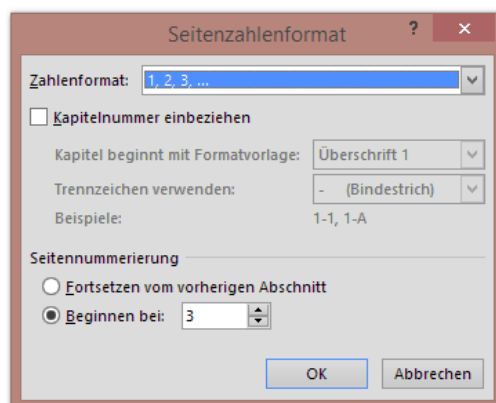 Seitenzahlenformat ?
Zahlenformat: 1, 2, 3, ...
Kapitelnummer einbeziehen
Kapitel beginnt mit Formatvorlage: Überschrift 1
Trennzeichen verwenden: - (Bindestrich)
Beispiele: 1-1, 1-A
Seitennummerierung
Fortsetzen vom vorherigen Abschnitt
Beginnen bei: 3
OK Abbrechen